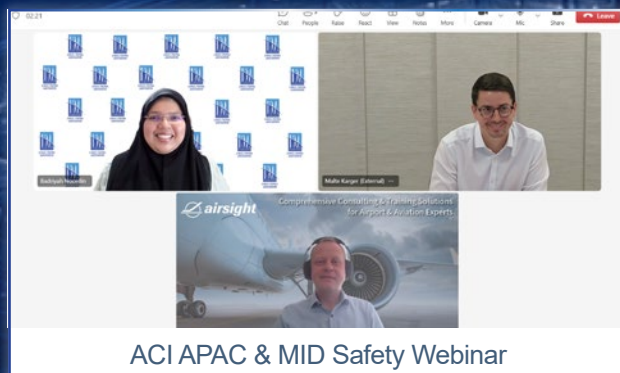 02:21
Chat People Raise React View Notes More Camera Mic Share Leave
Malte Karger (External)
airsight
Comprehensive Consulting & Training Solutions
for Airport & Aviation Experts
ACI APAC & MID Safety Webinar